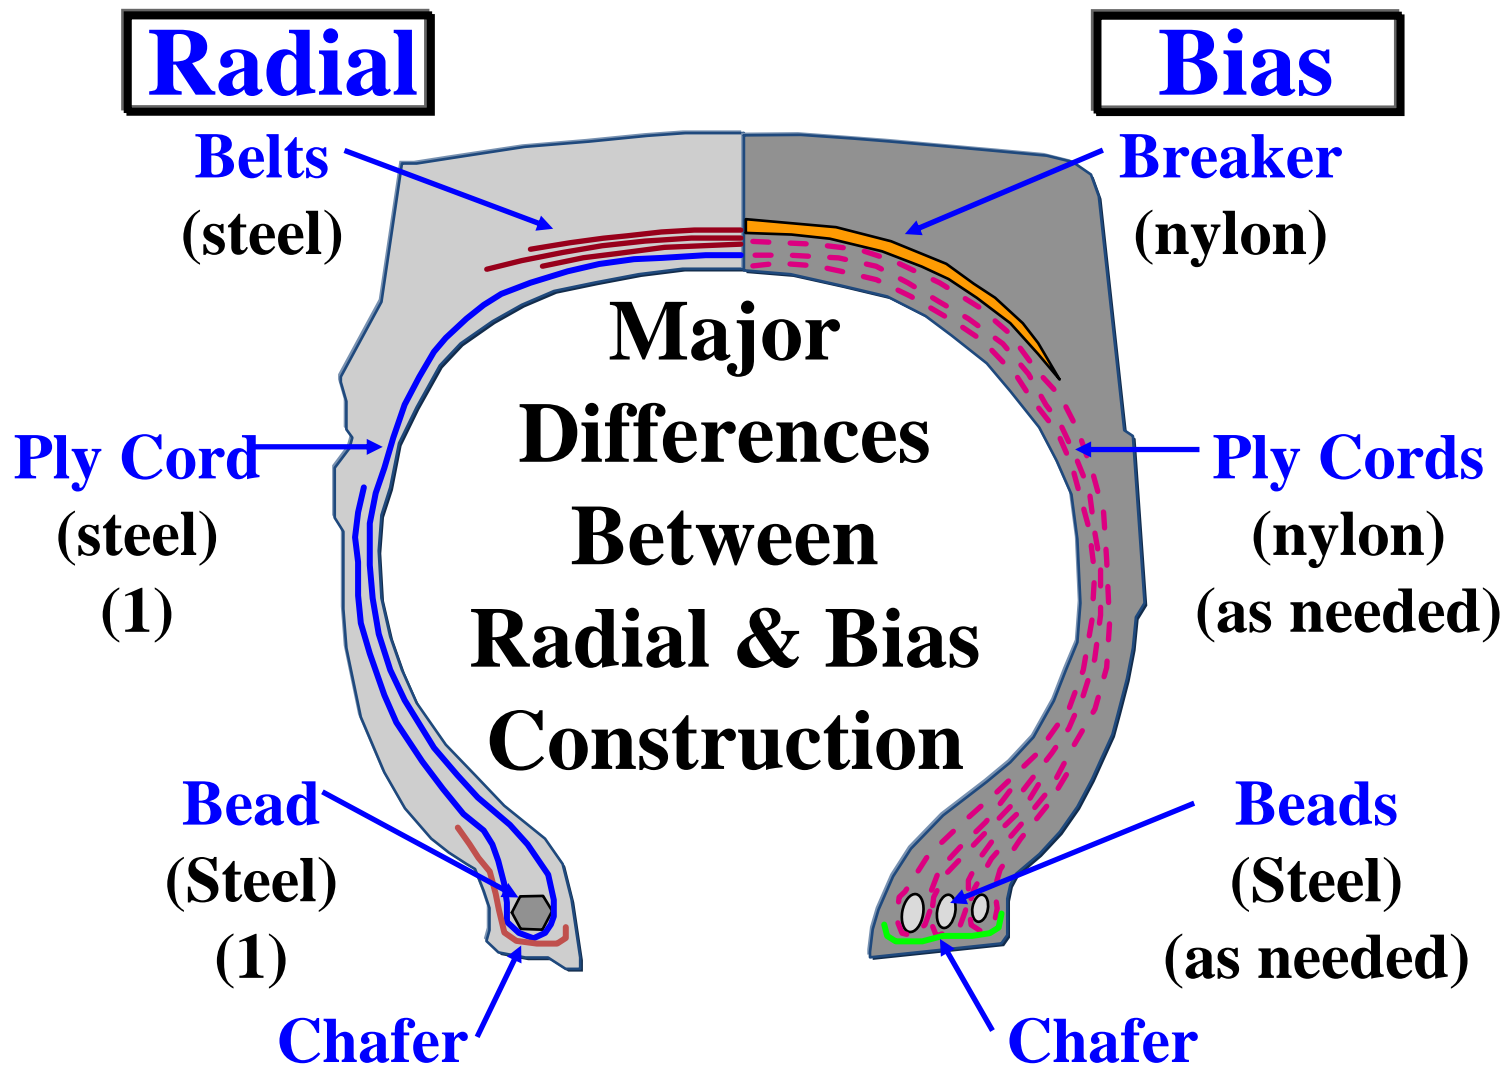 Radial
Bias
Belts
(steel)
Breaker
(nylon)
Major
Differences
Between
Radial & Bias
Construction
Ply Cord
(steel)
(1)
Ply Cords
(nylon)
(as needed)
Bead
(Steel)
(1)
Beads
(Steel)
(as needed)
Chafer
Chafer